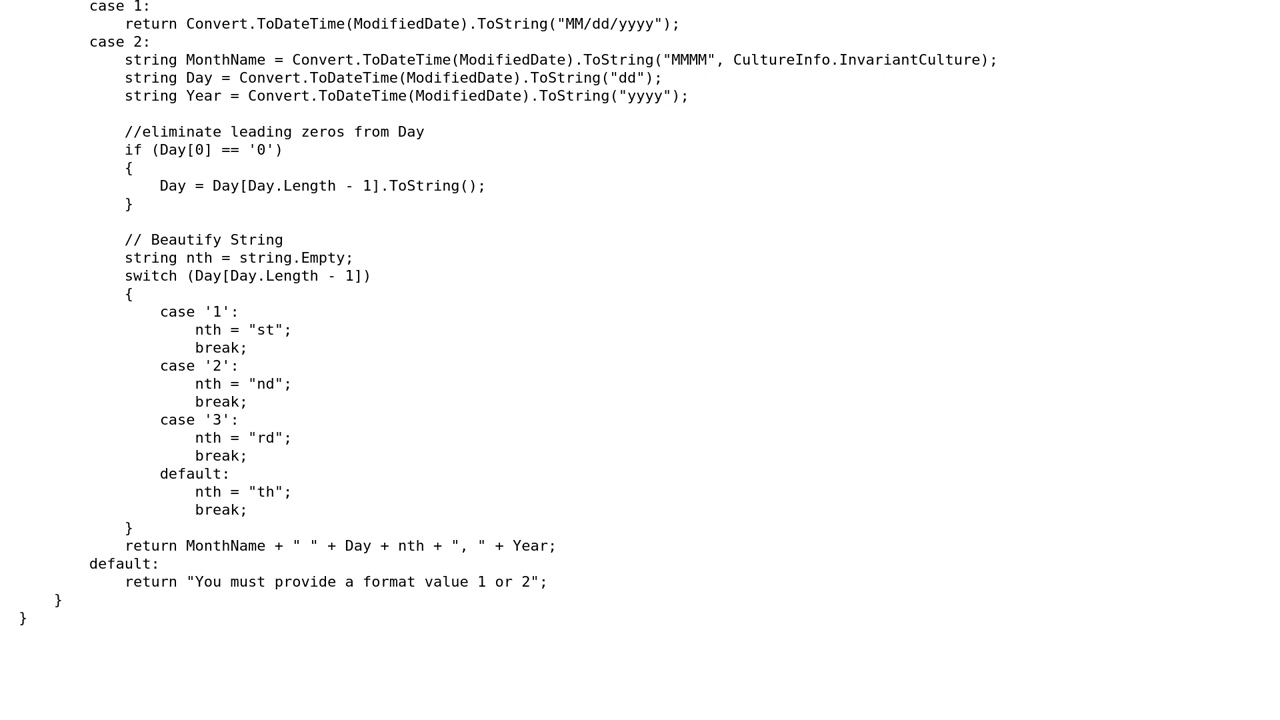 case 1:
return Convert.ToDateTime(ModifiedDate).ToString("MM/dd/yyyy");
case 2:
string MonthName = Convert.ToDateTime(ModifiedDate).ToString("MMMM", CultureInfo.InvariantCulture);
string Day = Convert.ToDateTime(ModifiedDate).ToString("dd");
string Year = Convert.ToDateTime(ModifiedDate).ToString("yyyy");
//eliminate leading zeros from Day
if (Day[0] == '0')
{
Day = Day[Day.Length - 1].ToString();
}
// Beautify String
string nth = string.Empty;
switch (Day[Day.Length - 1])
{
case '1':
nth = "st";
break;
case '2':
nth = "nd";
break;
case '3':
nth = "rd";
break;
default:
nth = "th";
break;
}
return MonthName + " " + Day + nth + ", " + Year;
default:
return "You must provide a format value 1 or 2";
}
}